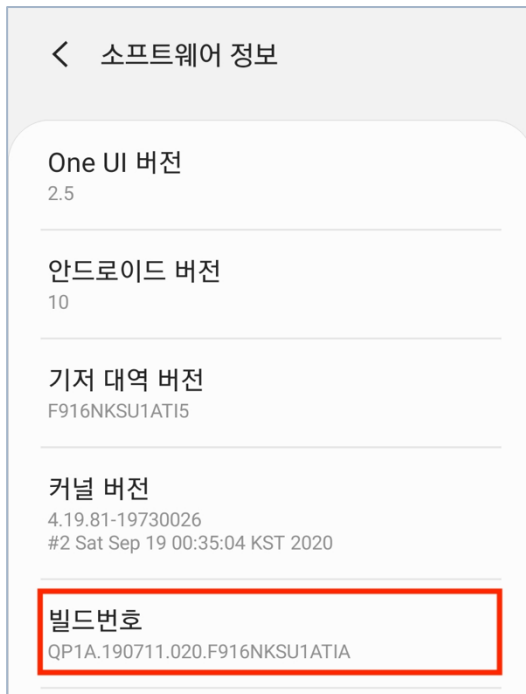 소프트웨어 정보
One UI 버전
2.5
안드로이드 버전
10
기저 대역 버전
F916NKSU1ATI5
커널 버전
4.19.81-19730026
#2 Sat Sep 19 00:35:04 KST 2020
빌드번호
QP1A.190711.020.F916NKSU1ATIA